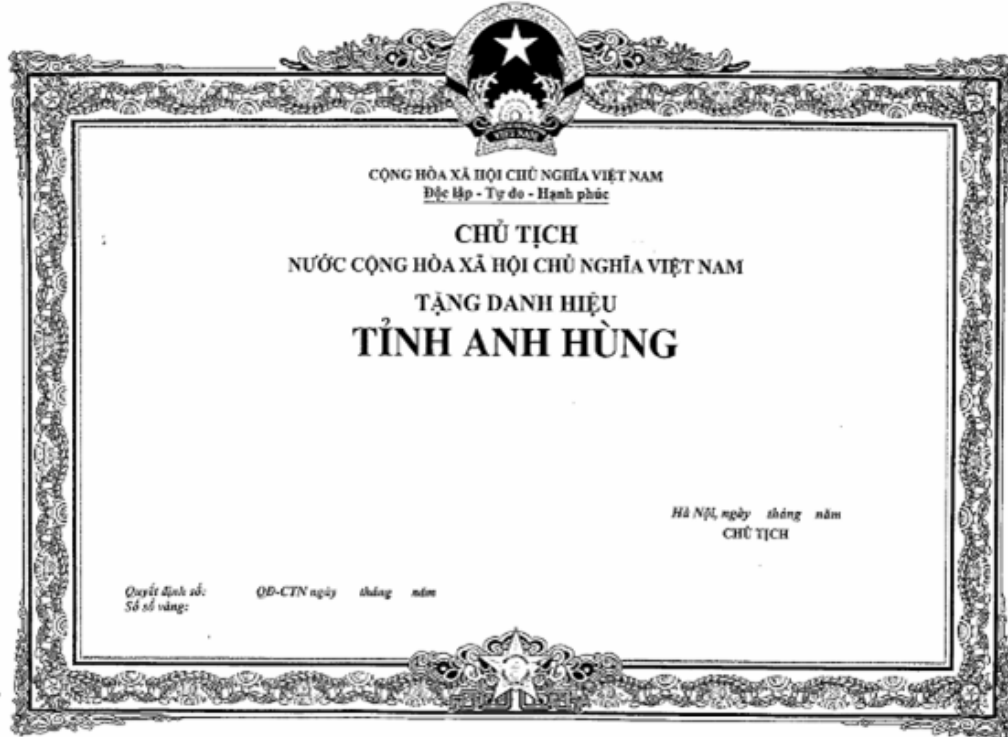 VIỆT NAM
CỘNG HÒA XÃ HỘI CHỦ NGHĨA VIỆT NAM
Độc lập - Tự do - Hạnh phúc
CHỦ TỊCH
NƯỚC CỘNG HÒA XÃ HỘI CHỦ NGHĨA VIỆT NAM
TẶNG DANH HIỆU
TỈNH ANH HÙNG
Hà Nội, ngày tháng năm
CHỦ TỊCH
Quyết định số: QĐ-CTN ngày tháng năm
Số sổ vàng: